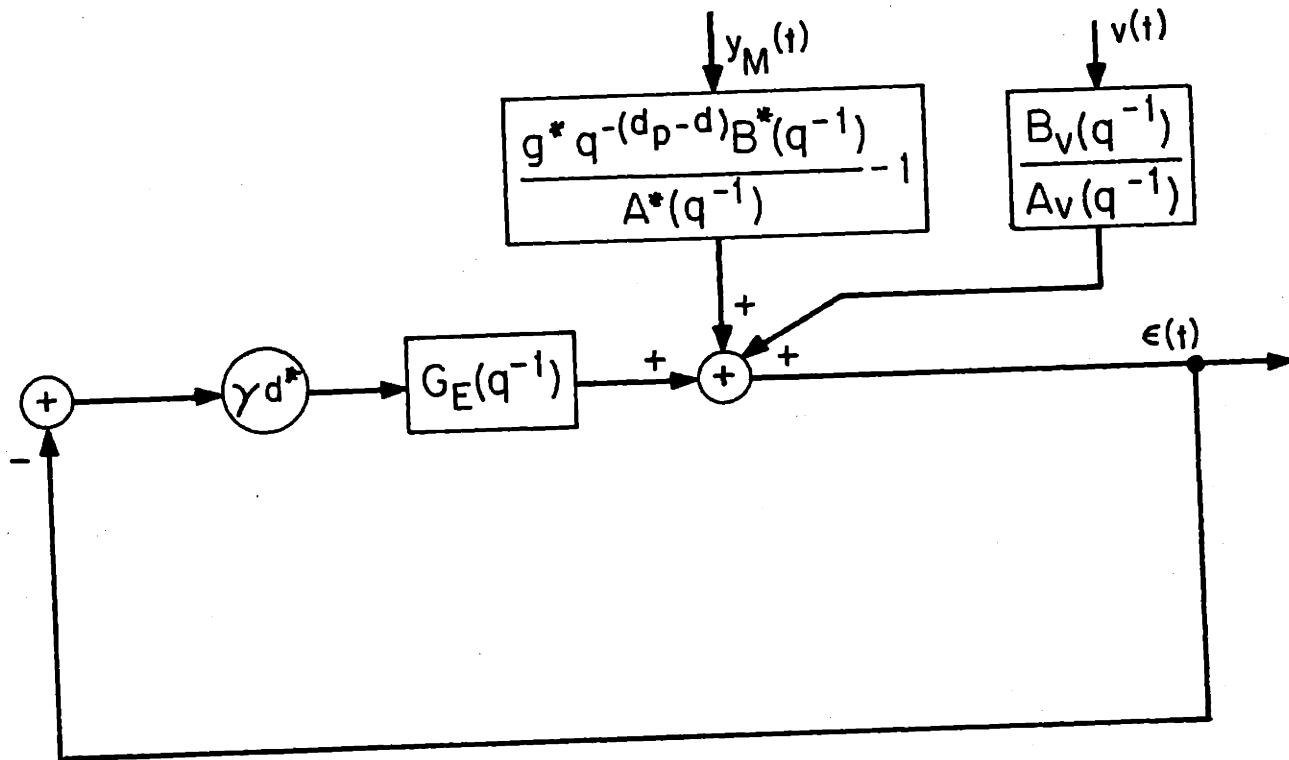 y_M(t)
v(t)
g* q^{-(d_p-d)} B*(q^{-1})
A*(q^{-1})
-1
B_v(q^{-1})
A_v(q^{-1})
+
+
+
ε(t)
+
γd*
G_E(q^{-1})
+
-